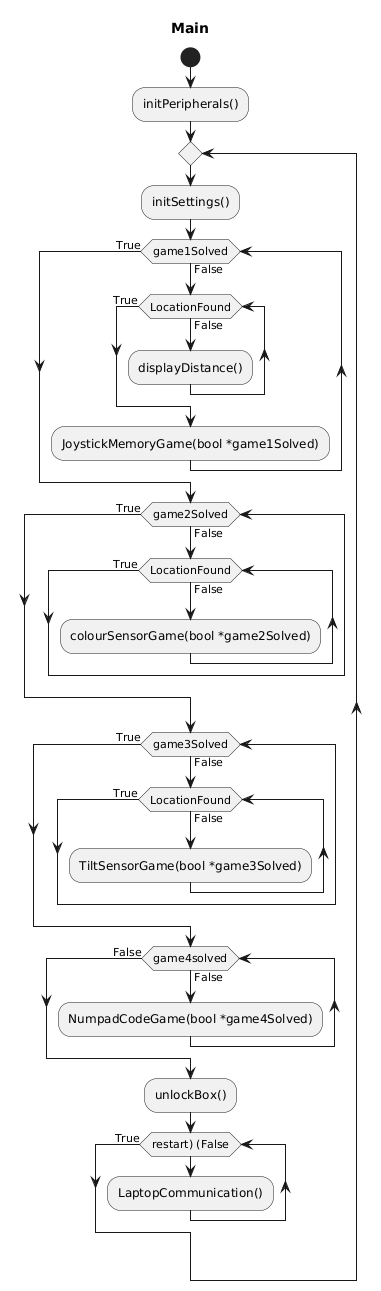 Main
initPeripherals()
initSettings()
True
game1Solved
False
True
LocationFound
False
displayDistance()
JoystickMemoryGame(bool *game1Solved)
True
game2Solved
False
True
LocationFound
False
colourSensorGame(bool *game2Solved)
True
game3Solved
False
True
LocationFound
False
TiltSensorGame(bool *game3Solved)
False
game4solved
False
NumpadCodeGame(bool *game4Solved)
unlockBox()
True
restart) (False
LaptopCommunication()